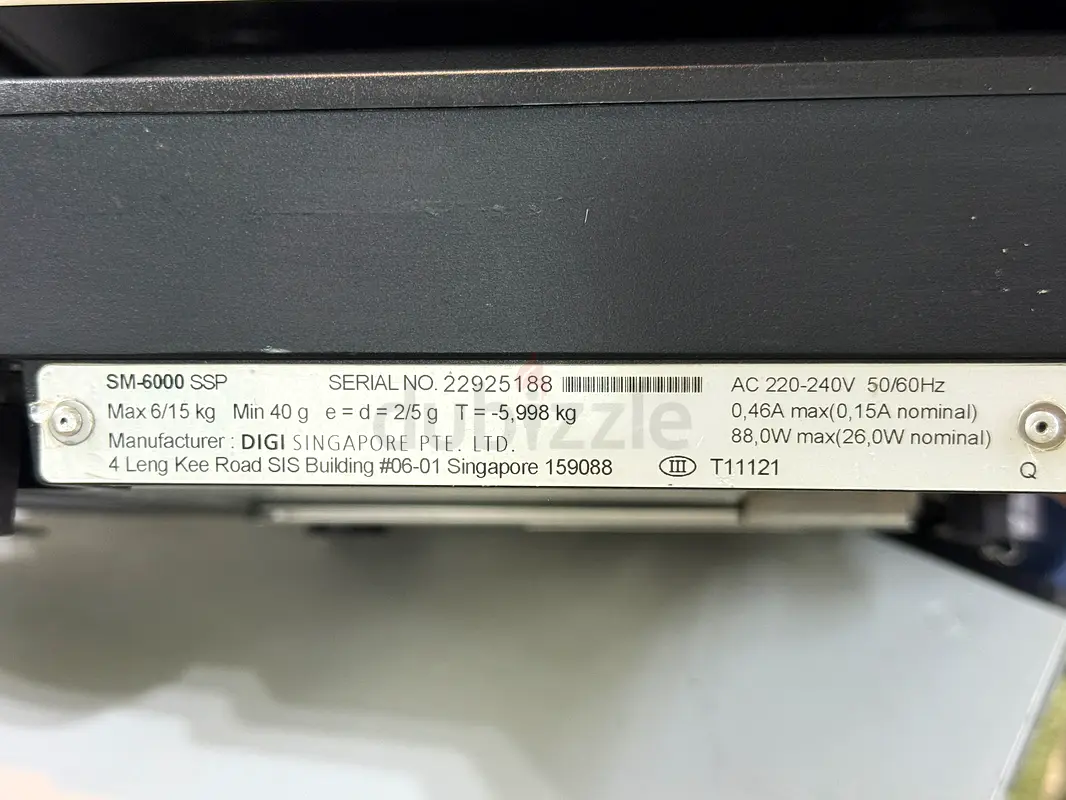 SM-6000 SSP SERIAL NO. 22925188 AC 220-240V 50/60Hz
Max 6/15 kg Min 40 g e = d = 2/5 g T = -5,998 kg 0,46A max(0,15A nominal)
Manufacturer : DIGI SINGAPORE PTE. LTD. 88,0W max(26,0W nominal)
4 Leng Kee Road SIS Building #06-01 Singapore 159088 III T11121 Q
dubizzle